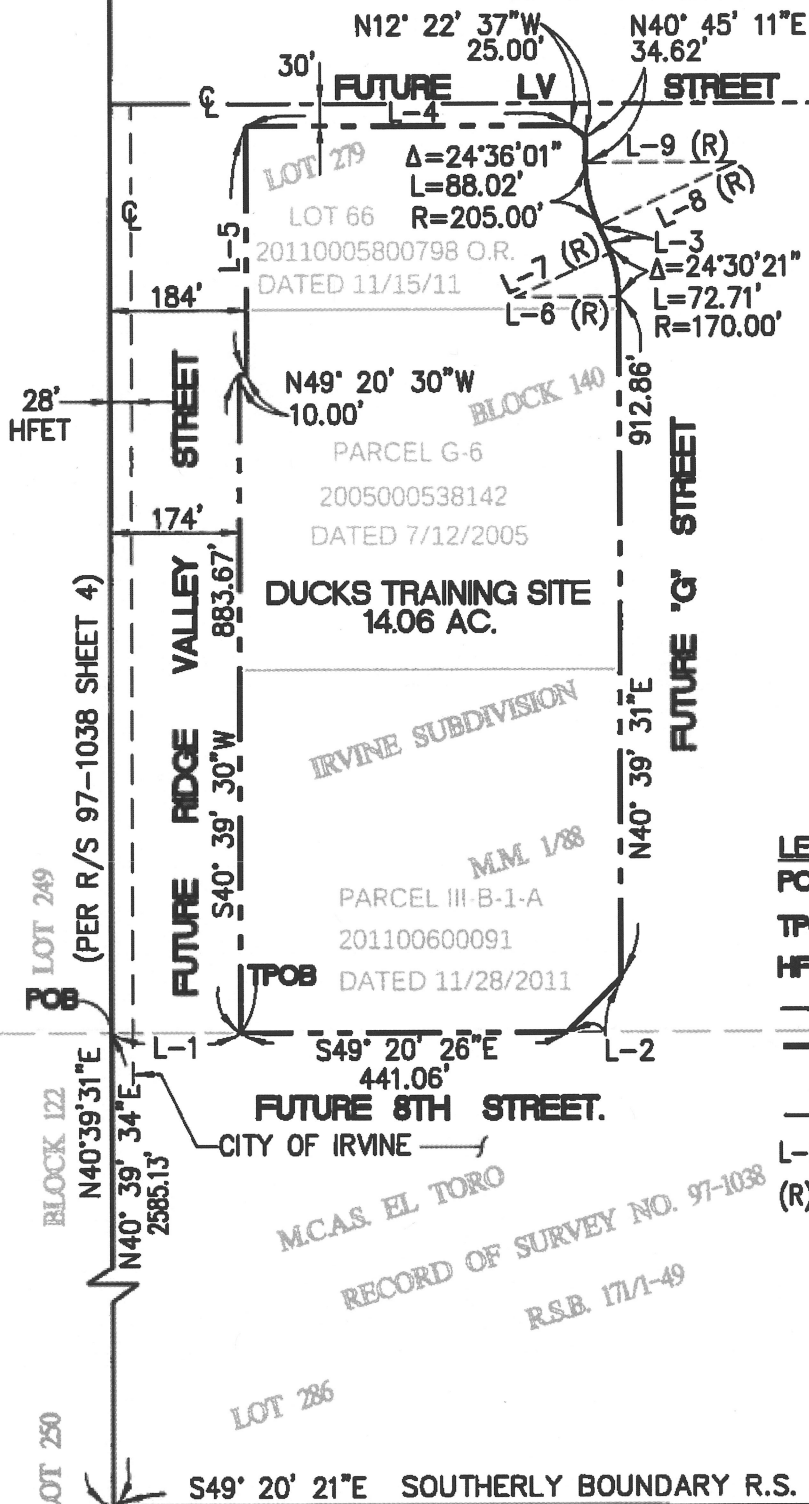 N12° 22' 37"W
25.00'
N40° 45' 11"E
34.62'
30'
FUTURE LV STREET
℄
L-4
LOT 279
Δ=24°36'01"
L=88.02'
R=205.00'
L-9 (R)
L-8 (R)
℄
LOT 66
20110005800798 O.R.
DATED 11/15/11
L-5
L-3
L-7 (R)
L-6 (R)
Δ=24°30'21"
L=72.71'
R=170.00'
184'
28'
HFET
N49° 20' 30"W
10.00'
BLOCK 140
912.86'
PARCEL G-6
2005000538142
DATED 7/12/2005
174'
FUTURE RIDGE VALLEY STREET
883.67'
S40° 39' 30"W
DUCKS TRAINING SITE
14.06 AC.
FUTURE "G" STREET
N40° 39' 31"E
(PER R/S 97-1038 SHEET 4)
IRVINE SUBDIVISION
M.M. 1/88
LOT 249
PARCEL III-B-1-A
201100600091
DATED 11/28/2011
POB
TPOB
L-1
S49° 20' 26"E
441.06'
L-2
FUTURE 8TH STREET.
CITY OF IRVINE
BLOCK 122
N40°39'31"E
N40° 39' 34"E
2585.13'
M.C.A.S. EL TORO
RECORD OF SURVEY NO. 97-1038
R.S.B. 171/1-49
LOT 286
OT 250
S49° 20' 21"E SOUTHERLY BOUNDARY R.S.
LE
PO
TP
HF
L-
(R)